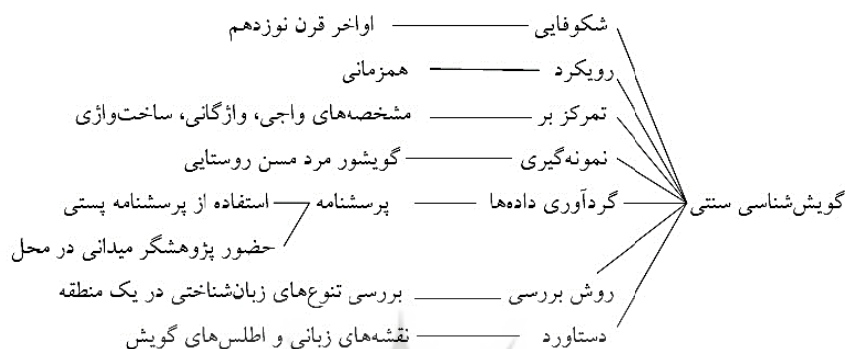 شکوفایی اواخر قرن نوزدهم
رویکرد همزمانی
تمرکز بر مشخصه‌های واجی، واژگانی، ساخت‌واژی
نمونه‌گیری گویشور مرد مسن روستایی
گویش‌شناسی سنتی گردآوری داده‌ها پرسشنامه استفاده از پرسشنامه پستی
حضور پژوهشگر میدانی در محل
روش بررسی بررسی تنوع‌های زبان‌شناختی در یک منطقه
دستاورد نقشه‌های زبانی و اطلس‌های گویش